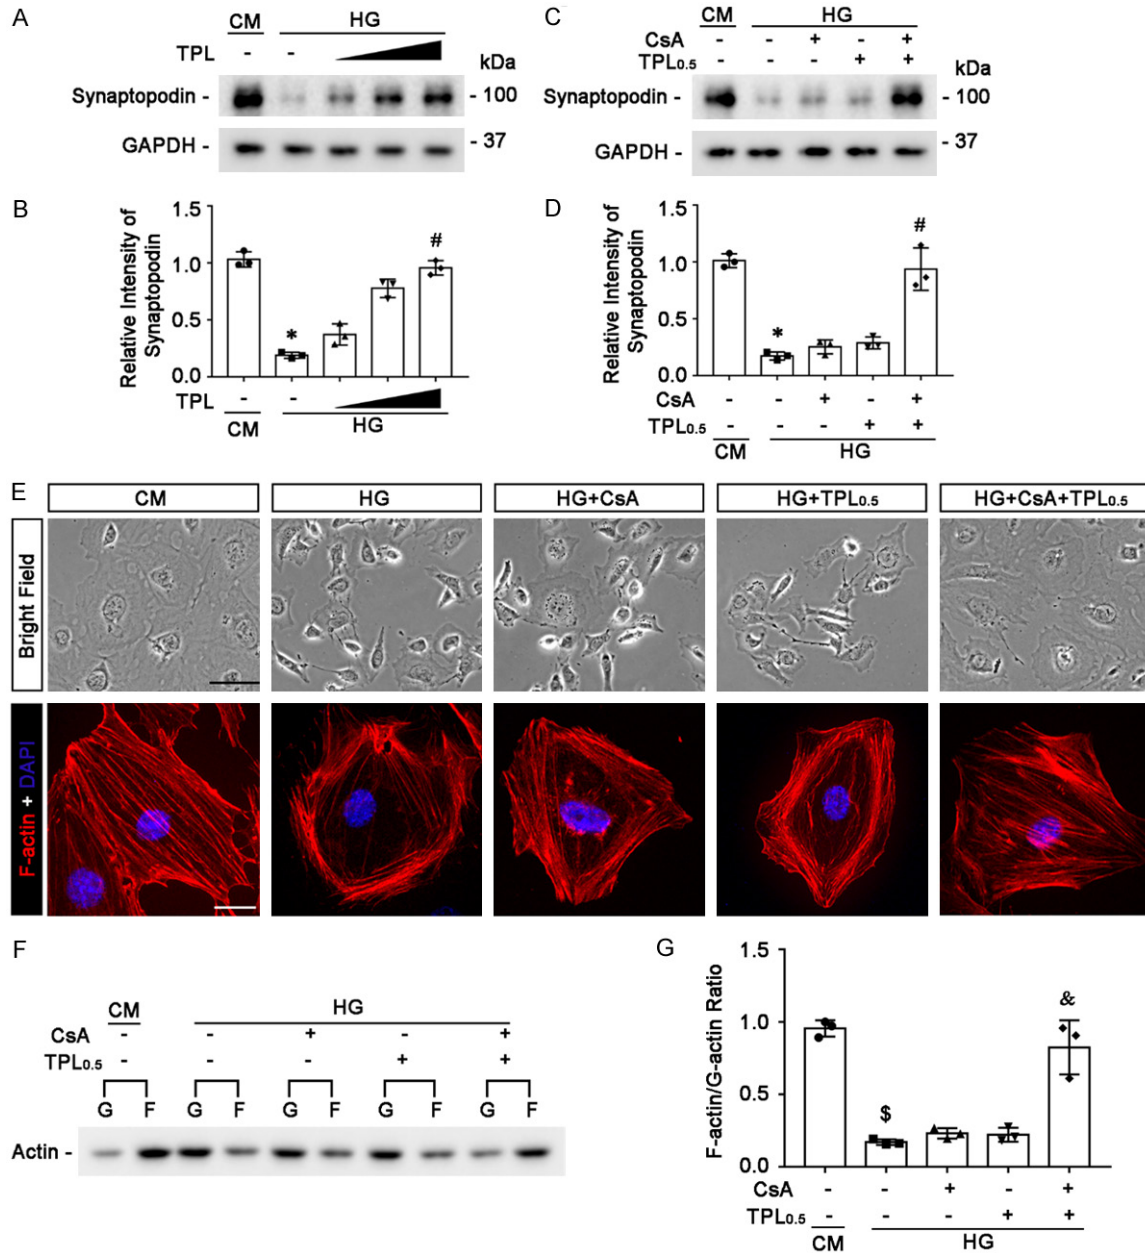 A
CM HG
TPL - -
kDa
Synaptopodin - - 100
GAPDH - - 37
C
CM HG
CsA - - + - +
TPL0.5 - - - + +
kDa
Synaptopodin - - 100
GAPDH - - 37
B
Relative Intensity of
Synaptopodin
1.5
1.0
0.5
0.0
* #
TPL - -
CM HG
D
Relative Intensity of
Synaptopodin
1.5
1.0
0.5
0.0
* #
CsA - - + - +
TPL0.5 - - - + +
CM HG
E
CM HG HG+CsA HG+TPL0.5 HG+CsA+TPL0.5
Bright Field
F-actin + DAPI
F
CM HG
CsA - - + - +
TPL0.5 - - - + +
G F G F G F G F G F
Actin -
G
F-actin/G-actin Ratio
1.5
1.0
0.5
0.0
$ &
CsA - - + - +
TPL0.5 - - - + +
CM HG